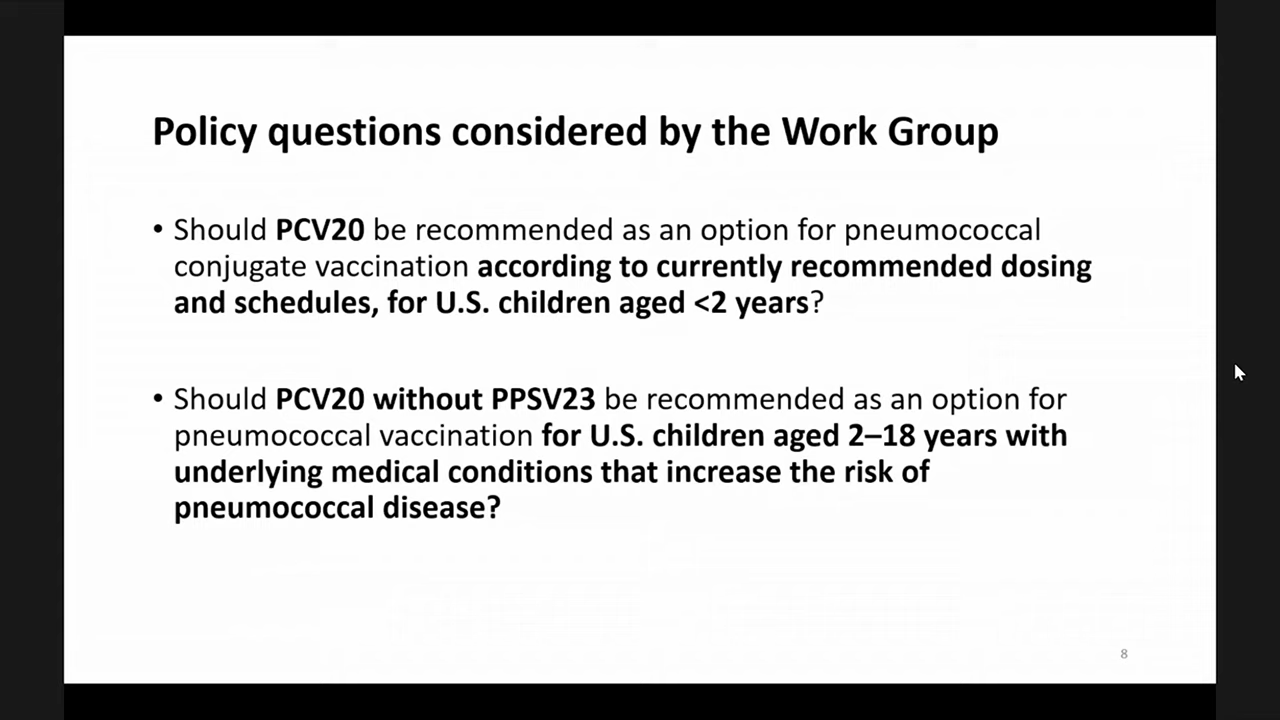 Policy questions considered by the Work Group
• Should PCV20 be recommended as an option for pneumococcal
conjugate vaccination according to currently recommended dosing
and schedules, for U.S. children aged <2 years?
• Should PCV20 without PPSV23 be recommended as an option for
pneumococcal vaccination for U.S. children aged 2–18 years with
underlying medical conditions that increase the risk of
pneumococcal disease?
8